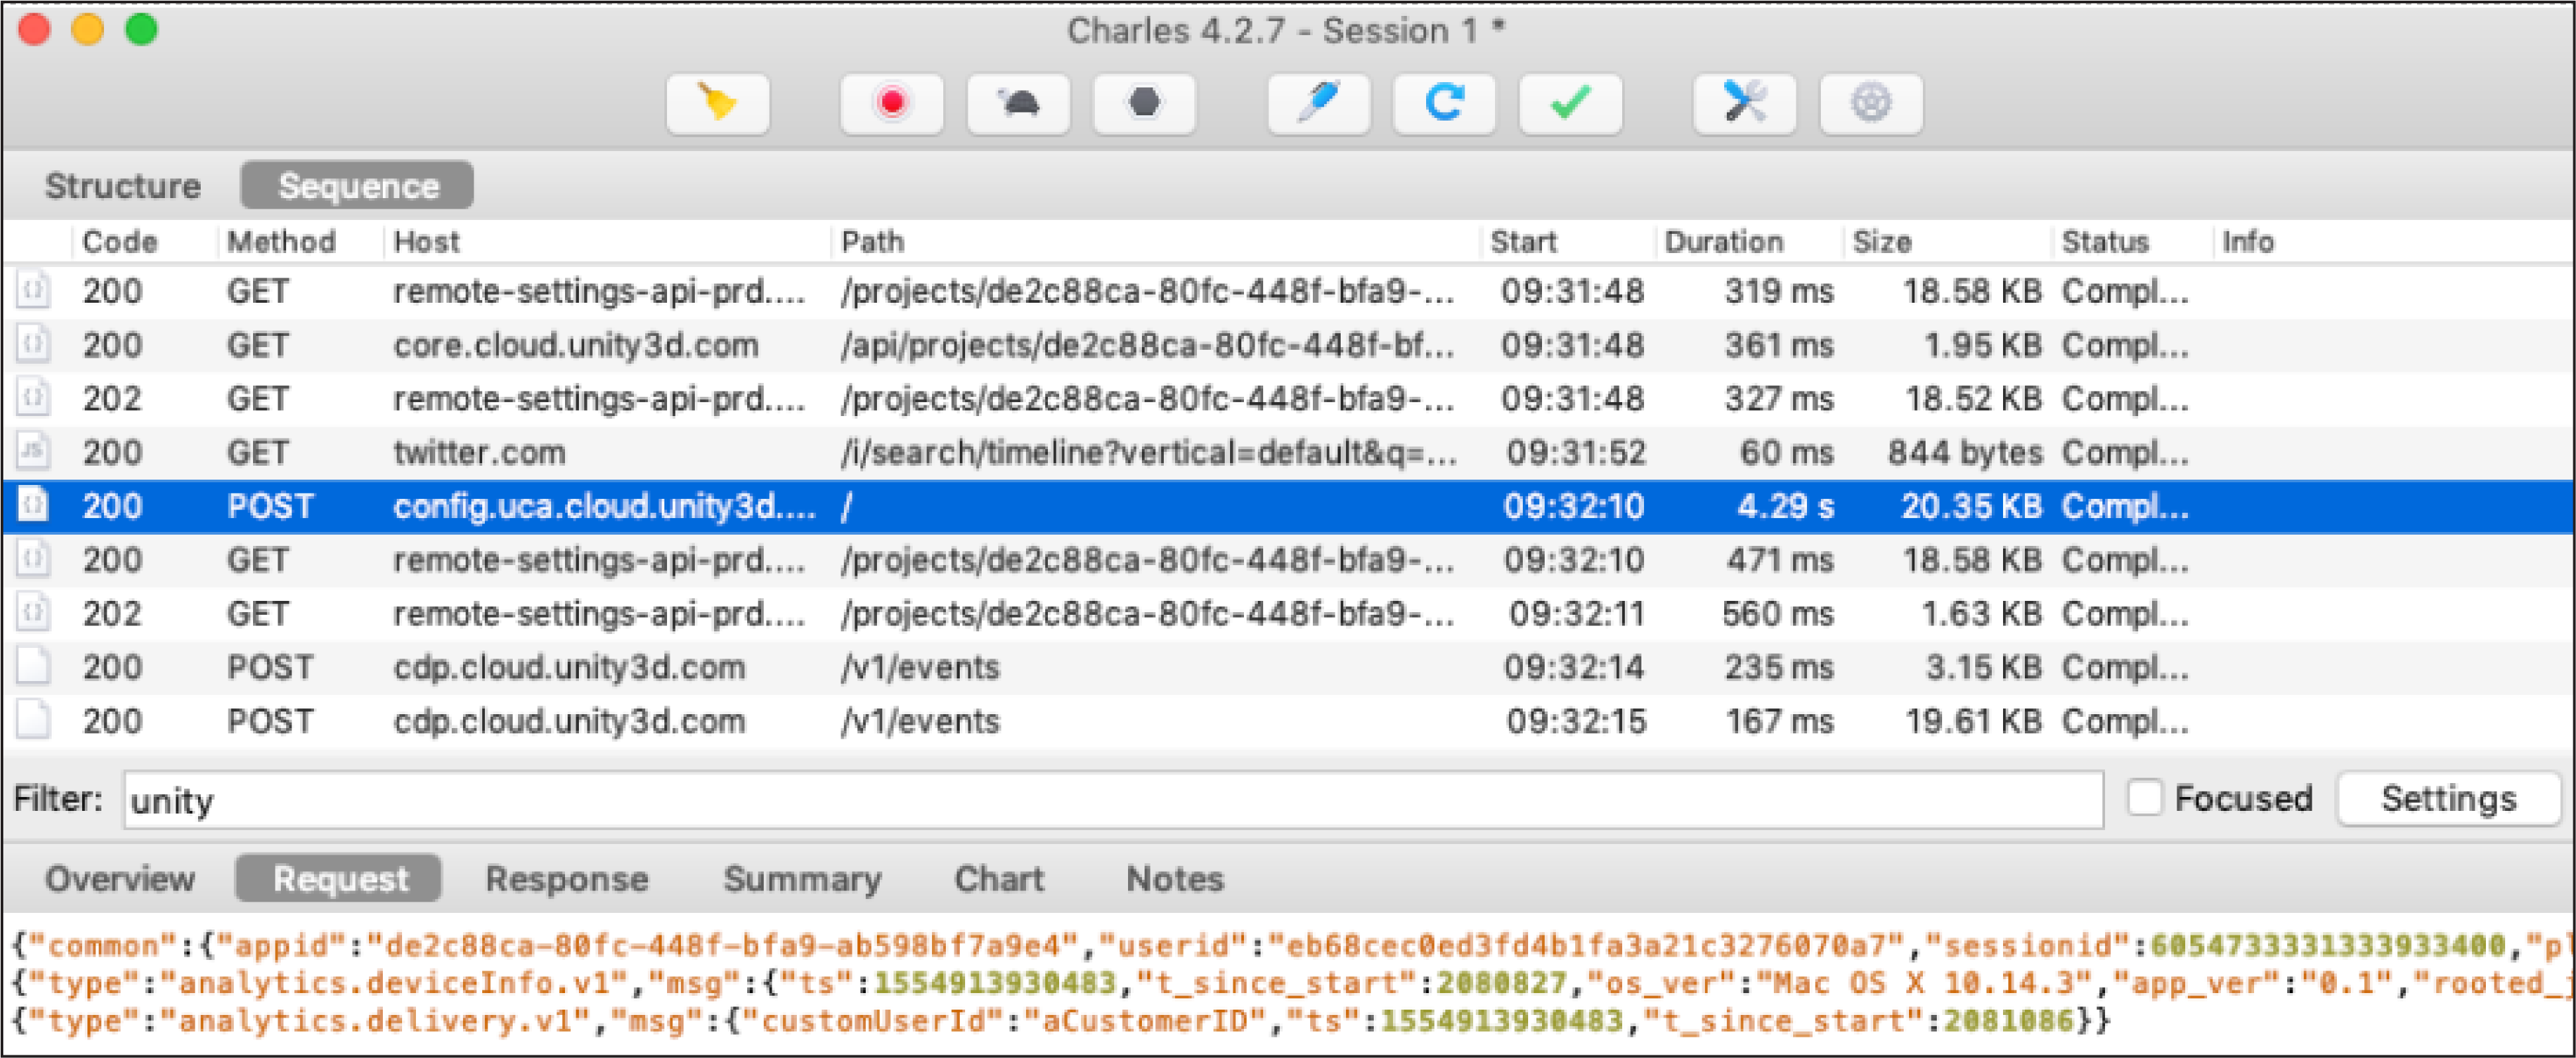 Charles 4.2.7 - Session 1 *
Structure Sequence
Code Method Host Path Start Duration Size Status Info
200 GET remote-settings-api-prd.... /projects/de2c88ca-80fc-448f-bfa9-... 09:31:48 319 ms 18.58 KB Compl...
200 GET core.cloud.unity3d.com /api/projects/de2c88ca-80fc-448f-bf... 09:31:48 361 ms 1.95 KB Compl...
202 GET remote-settings-api-prd.... /projects/de2c88ca-80fc-448f-bfa9-... 09:31:48 327 ms 18.52 KB Compl...
JS 200 GET twitter.com /i/search/timeline?vertical=default&q=... 09:31:52 60 ms 844 bytes Compl...
200 POST config.uca.cloud.unity3d.... / 09:32:10 4.29 s 20.35 KB Compl...
200 GET remote-settings-api-prd.... /projects/de2c88ca-80fc-448f-bfa9-... 09:32:10 471 ms 18.58 KB Compl...
202 GET remote-settings-api-prd.... /projects/de2c88ca-80fc-448f-bfa9-... 09:32:11 560 ms 1.63 KB Compl...
200 POST cdp.cloud.unity3d.com /v1/events 09:32:14 235 ms 3.15 KB Compl...
200 POST cdp.cloud.unity3d.com /v1/events 09:32:15 167 ms 19.61 KB Compl...
Filter: unity Focused Settings
Overview Request Response Summary Chart Notes
{"common":{"appid":"de2c88ca-80fc-448f-bfa9-ab598bf7a9e4","userid":"eb68cec0ed3fd4b1fa3a21c3276070a7","sessionid":6054733331333933400,"pl
{"type":"analytics.deviceInfo.v1","msg":{"ts":1554913930483,"t_since_start":2080827,"os_ver":"Mac OS X 10.14.3","app_ver":"0.1","rooted_j
{"type":"analytics.delivery.v1","msg":{"customUserId":"aCustomerID","ts":1554913930483,"t_since_start":2081086}}